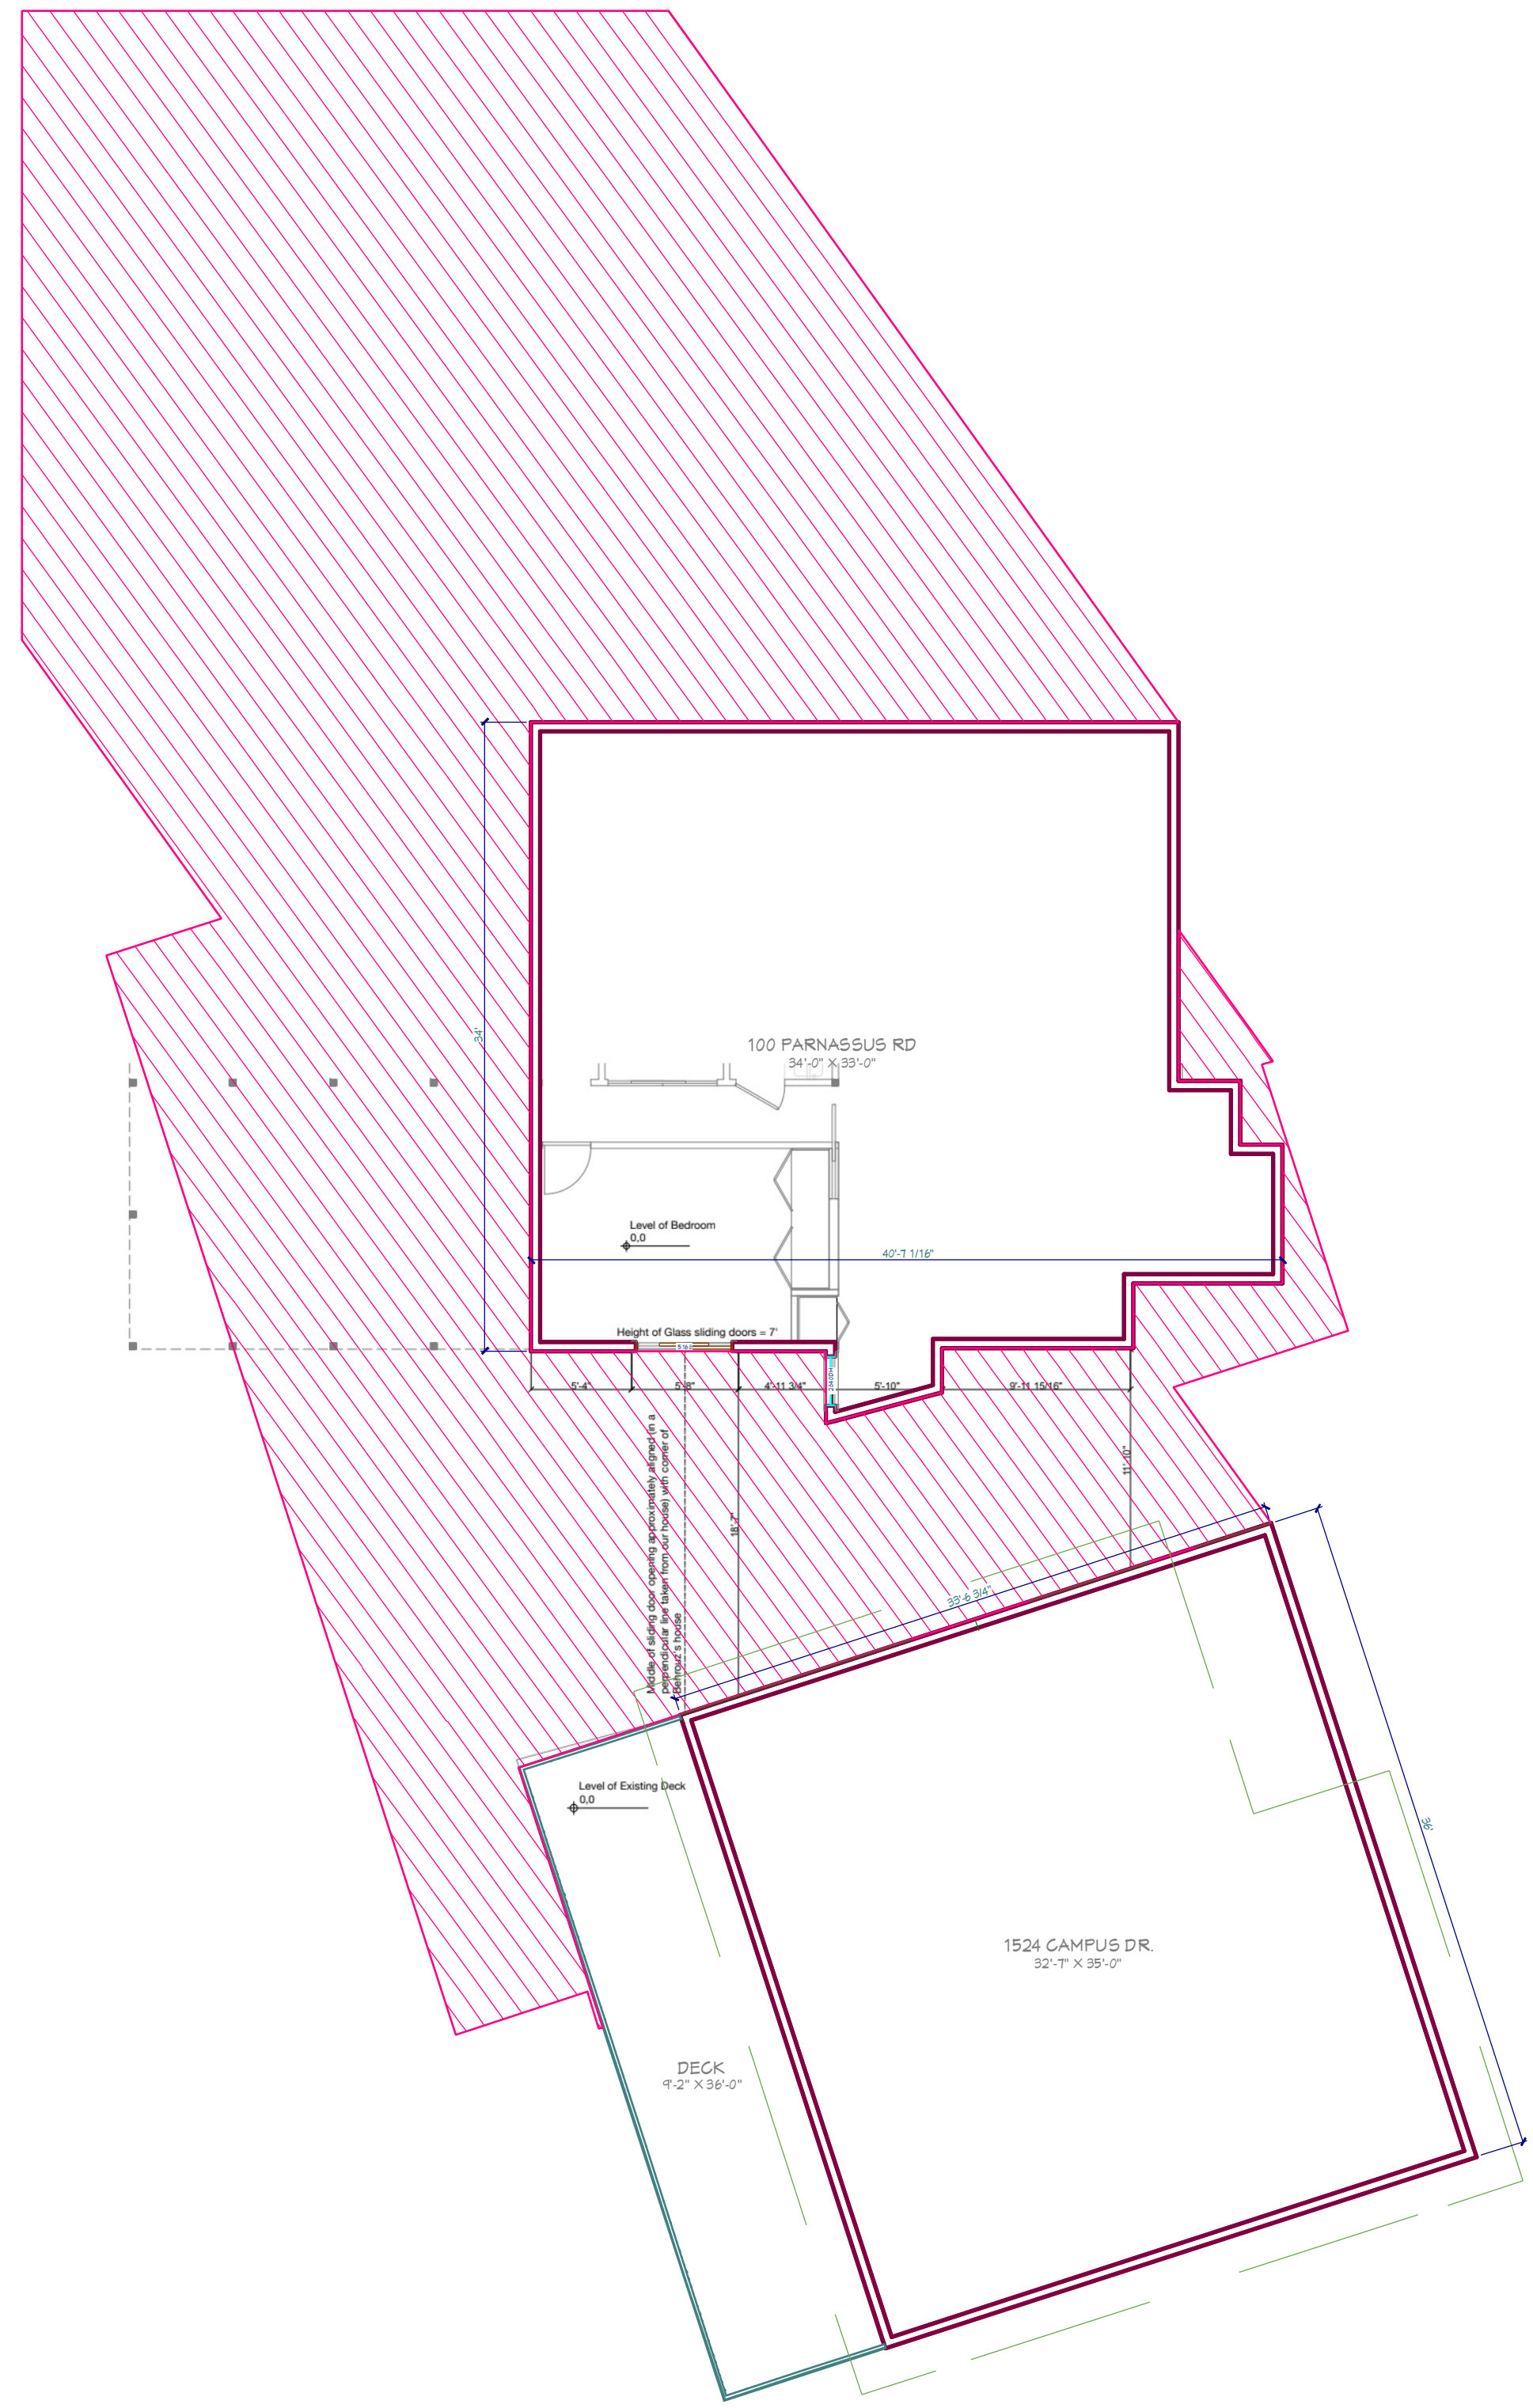 34'
100 PARNASSUS RD
34'-0" X 33'-0"
Level of Bedroom
0,0
40'-7 1/16"
Height of Glass sliding doors = 7'
5'-4"
5'-8"
4'-11 3/4"
5'-10"
9'-11 15/16"
Middle of sliding door opening approximately aligned (in a
perpendicular line taken from our house) with corner of
Behrouz's house
18'-7"
11'-10"
33'-6 3/4"
36'
Level of Existing Deck
0,0
1524 CAMPUS DR.
32'-7" X 35'-0"
DECK
9'-2" X 36'-0"